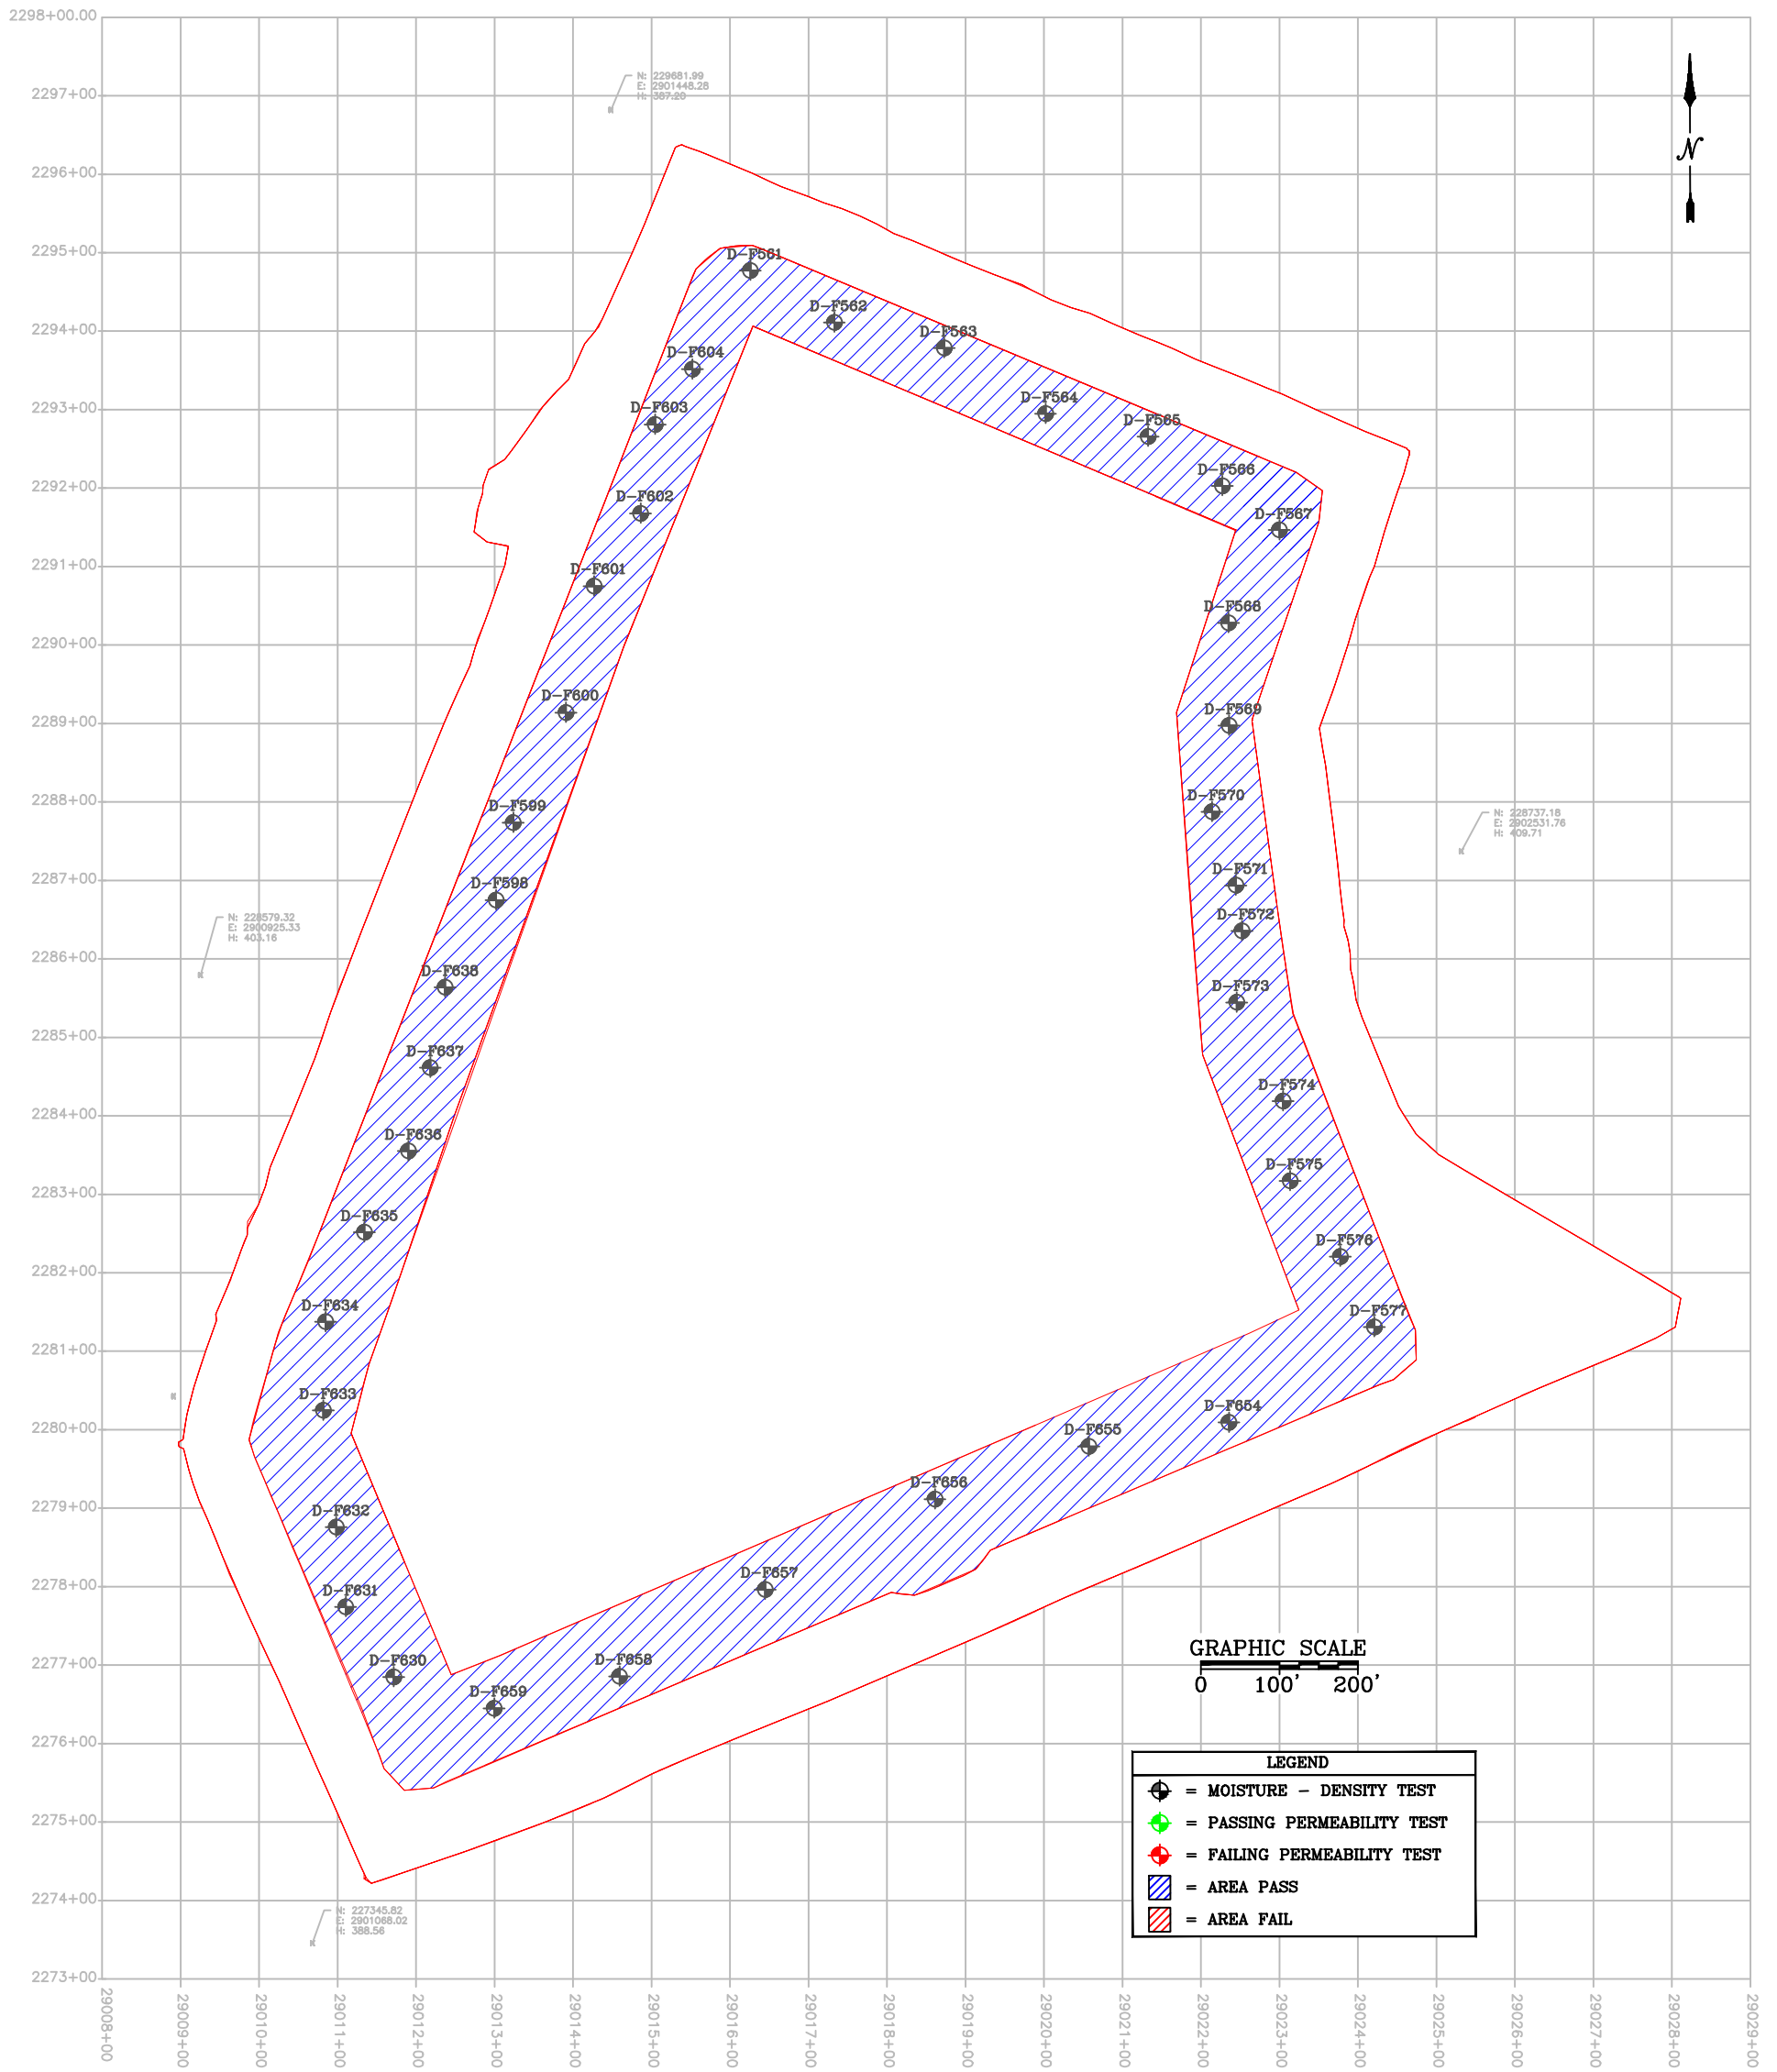 2298+00.00
N: 229681.99
E: 2901448.28
H: 387.20
2297+00
N
2296+00
2295+00
D-F561
D-F562
2294+00
D-F563
D-F604
2293+00
D-F564
D-F603
D-F565
D-F566
2292+00
D-F602
D-F567
2291+00
D-F601
D-F568
2290+00
D-F600
D-F569
2289+00
D-F570
2288+00
D-F599
N: 228737.18
E: 2902531.76
H: 409.71
D-F571
2287+00
D-F598
D-F572
N: 228579.32
E: 2900925.33
H: 403.16
2286+00
D-F638
D-F573
2285+00
D-F637
D-F574
2284+00
D-F636
D-F575
2283+00
D-F635
D-F576
2282+00
D-F634
D-F577
2281+00
D-F633
D-F654
2280+00
D-F655
D-F656
2279+00
D-F632
2278+00
D-F631
D-F657
2277+00
D-F630
D-F658
D-F659
GRAPHIC SCALE
0 100' 200'
2276+00
LEGEND
= MOISTURE - DENSITY TEST
= PASSING PERMEABILITY TEST
= FAILING PERMEABILITY TEST
= AREA PASS
= AREA FAIL
2275+00
2274+00
N: 227345.82
E: 2901068.02
H: 388.56
2273+00
29008+00
29009+00
29010+00
29011+00
29012+00
29013+00
29014+00
29015+00
29016+00
29017+00
29018+00
29019+00
29020+00
29021+00
29022+00
29023+00
29024+00
29025+00
29026+00
29027+00
29028+00
29029+00